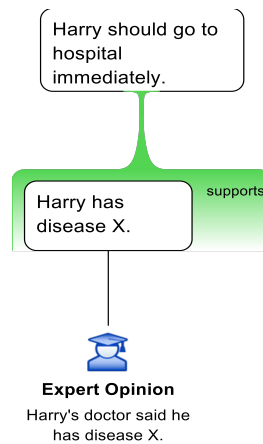 Harry should go to
hospital
immediately.
supports
Harry has
disease X.
Expert Opinion
Harry's doctor said he
has disease X.